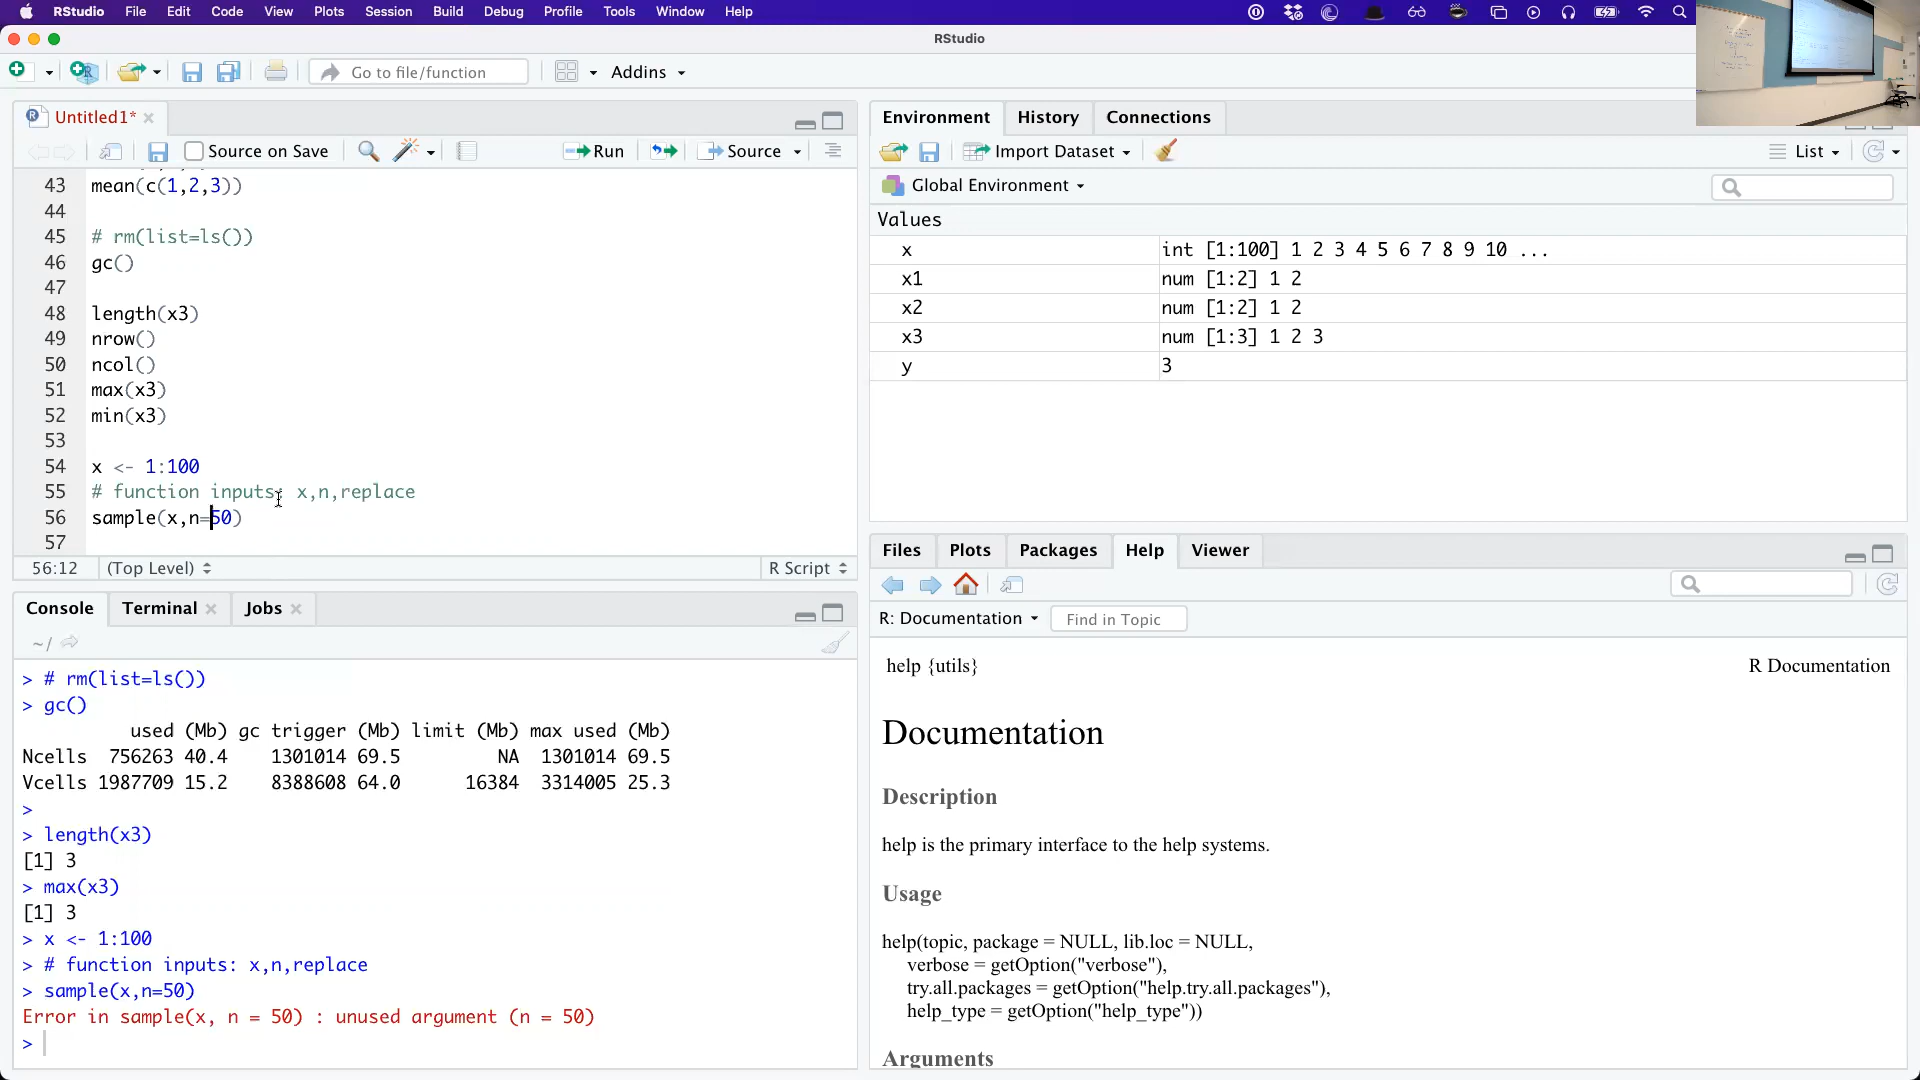 RStudio File Edit Code View Plots Session Build Debug Profile Tools Window Help
RStudio
Go to file/function Addins
Untitled1*
Source on Save Run Source
43 mean(c(1,2,3))
44
45 # rm(list=ls())
46 gc()
47
48 length(x3)
49 nrow()
50 ncol()
51 max(x3)
52 min(x3)
53
54 x <- 1:100
55 # function inputs: x,n,replace
56 sample(x,n=50)
57
56:12 (Top Level) R Script
Console Terminal Jobs
~/
> # rm(list=ls())
> gc()
used (Mb) gc trigger (Mb) limit (Mb) max used (Mb)
Ncells 756263 40.4 1301014 69.5 NA 1301014 69.5
Vcells 1987709 15.2 8388608 64.0 16384 3314005 25.3
>
> length(x3)
[1] 3
> max(x3)
[1] 3
> x <- 1:100
> # function inputs: x,n,replace
> sample(x,n=50)
Error in sample(x, n = 50) : unused argument (n = 50)
>
Environment History Connections
Import Dataset List
Global Environment
Values
x int [1:100] 1 2 3 4 5 6 7 8 9 10 ...
x1 num [1:2] 1 2
x2 num [1:2] 1 2
x3 num [1:3] 1 2 3
y 3
Files Plots Packages Help Viewer
R: Documentation Find in Topic
help {utils} R Documentation
Documentation
Description
help is the primary interface to the help systems.
Usage
help(topic, package = NULL, lib.loc = NULL,
verbose = getOption("verbose"),
try.all.packages = getOption("help.try.all.packages"),
help_type = getOption("help_type"))
Arguments